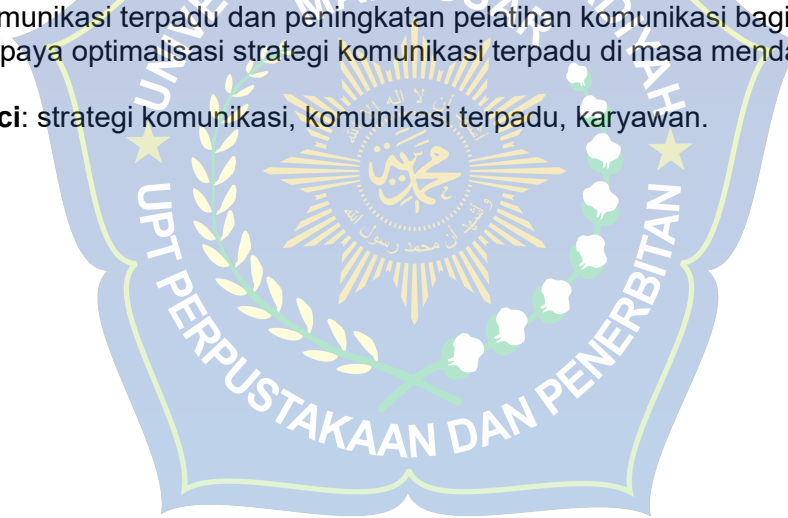 munikasi terpadu dan peningkatan pelatihan komunikasi bagi
paya optimalisasi strategi komunikasi terpadu di masa menda
ci: strategi komunikasi, komunikasi terpadu, karyawan.
UPT PERPUSTAKAAN DAN PENERBITAN